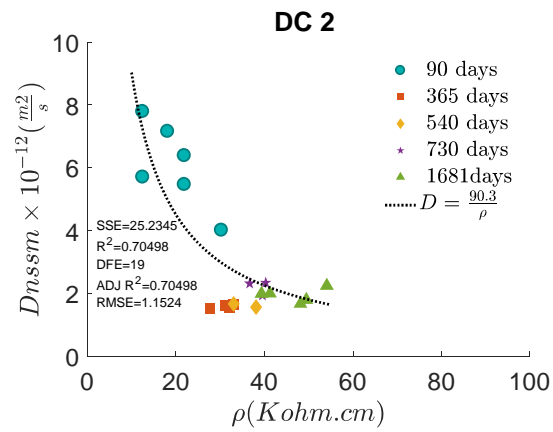 DC 2
Dnssm × 10⁻¹²(m2/s)
10
8
6
4
2
0
90 days
365 days
540 days
730 days
1681days
D = 90.3/ρ
SSE=25.2345
R²=0.70498
DFE=19
ADJ R²=0.70498
RMSE=1.1524
0 20 40 60 80 100
ρ(Kohm.cm)